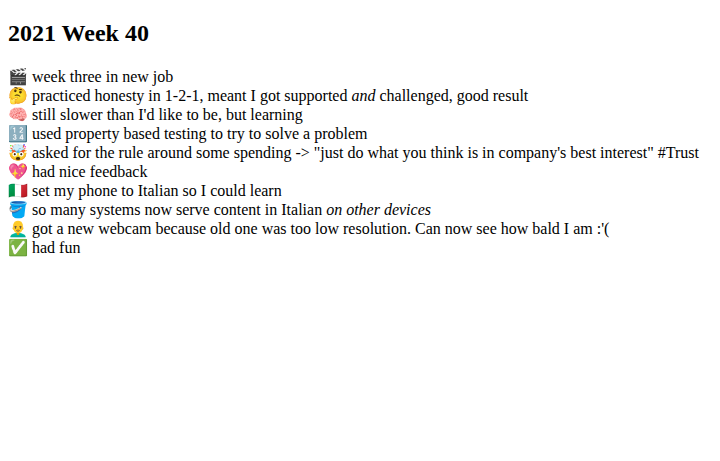 2021 Week 40
🎬 week three in new job
🤔 practiced honesty in 1-2-1, meant I got supported and challenged, good result
🧠 still slower than I'd like to be, but learning
🔢 used property based testing to try to solve a problem
🤯 asked for the rule around some spending -> "just do what you think is in company's best interest" #Trust
💖 had nice feedback
🇮🇹 set my phone to Italian so I could learn
🪣 so many systems now serve content in Italian on other devices
👨‍🦲 got a new webcam because old one was too low resolution. Can now see how bald I am :'(
✅ had fun